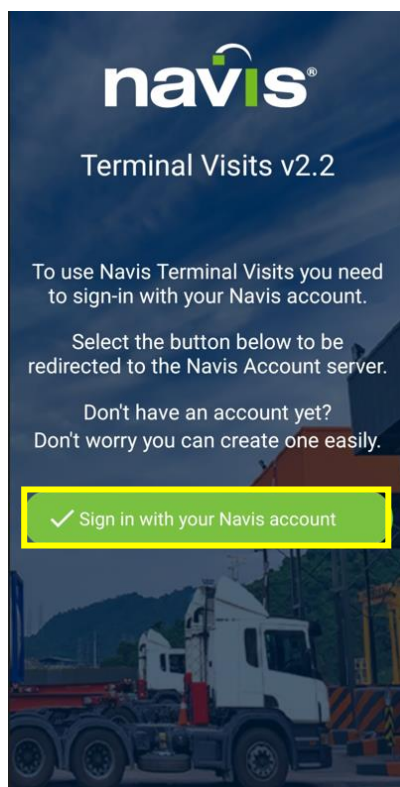 navis®
Terminal Visits v2.2
To use Navis Terminal Visits you need
to sign-in with your Navis account.
Select the button below to be
redirected to the Navis Account server.
Don't have an account yet?
Don't worry you can create one easily.
Sign in with your Navis account